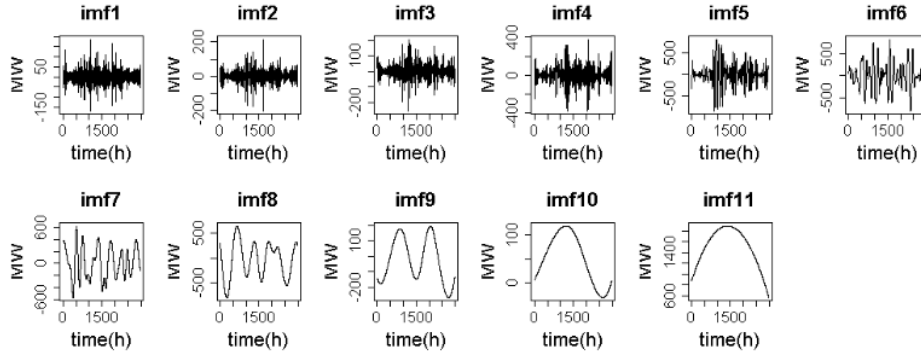 imf1 imf2 imf3 imf4 imf5 imf6
MW 50 -150 0 1500 time(h)
MW 200 0 -200 0 1500 time(h)
MW 100 -200 0 1500 time(h)
MW 400 0 -400 0 1500 time(h)
MW 500 -500 0 1500 time(h)
MW 500 -500 0 1500 time(h)
imf7 imf8 imf9 imf10 imf11
MW 600 0 -600 0 1500 time(h)
MW 500 -500 0 1500 time(h)
MW 100 -200 0 1500 time(h)
MW 100 0 0 1500 time(h)
MW 1400 600 0 1500 time(h)